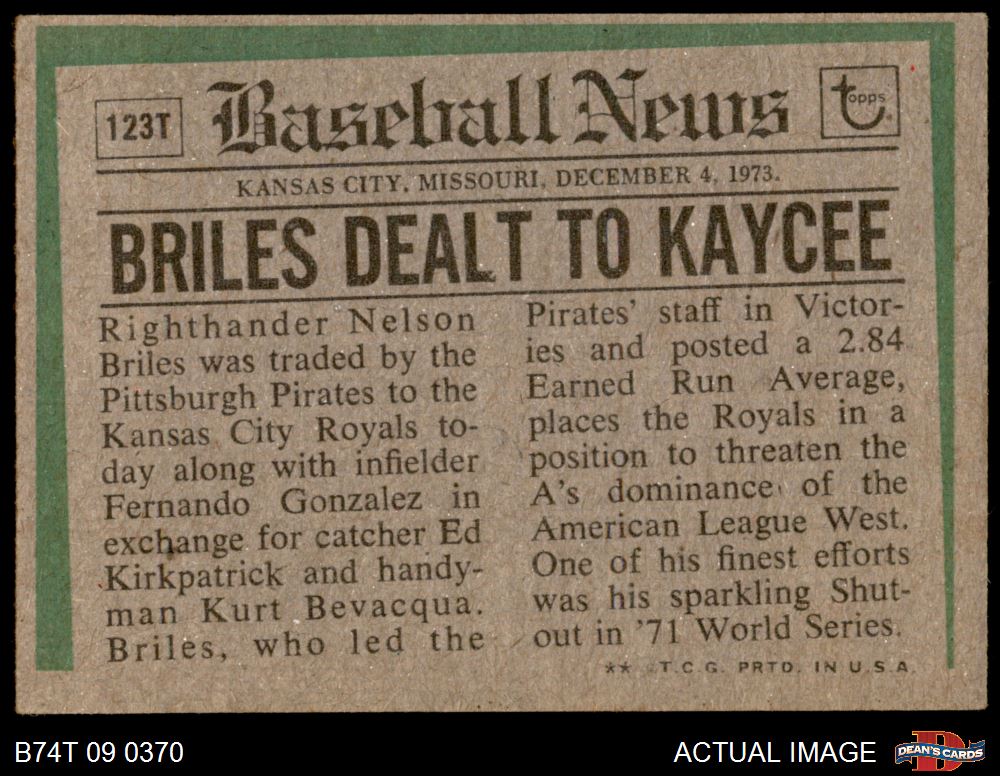 123T
Baseball News
topps
KANSAS CITY, MISSOURI, DECEMBER 4, 1973.
BRILES DEALT TO KAYCEE
Righthander Nelson
Briles was traded by the
Pittsburgh Pirates to the
Kansas City Royals to-
day along with infielder
Fernando Gonzalez in
exchange for catcher Ed
Kirkpatrick and handy-
man Kurt Bevacqua.
Briles, who led the
Pirates' staff in Victor-
ies and posted a 2.84
Earned Run Average,
places the Royals in a
position to threaten the
A's dominance of the
American League West.
One of his finest efforts
was his sparkling Shut-
out in '71 World Series.
** T.C.G. PRTD. IN U.S.A.
B74T 09 0370
ACTUAL IMAGE
DEAN'S CARDS